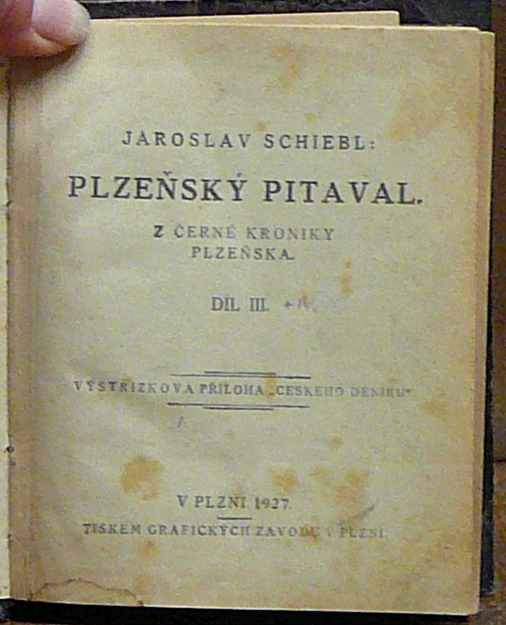 JAROSLAV SCHIEBL:
PLZEŇSKÝ PITAVAL.
Z ČERNÉ KRONIKY
PLZEŇSKA.
DÍL III.
VÝSTŘIŽKOVÁ PŘÍLOHA „ČESKÉHO DENÍKU"
V PLZNI 1927.
TISKEM GRAFICKÝCH ZÁVODŮ V PLZNI.